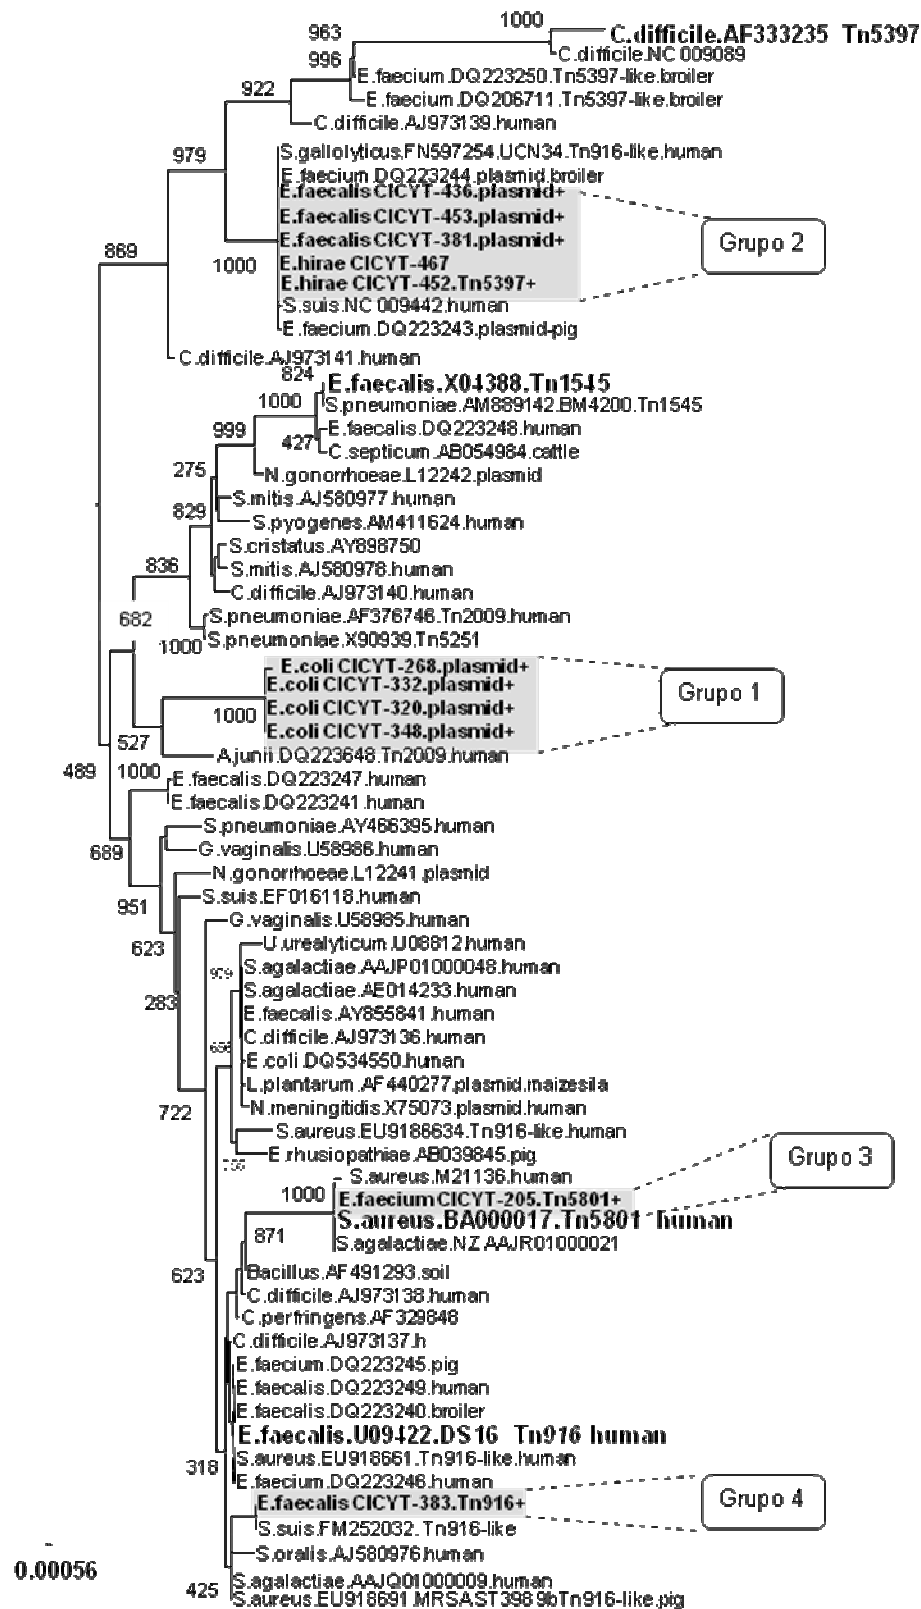 1000
C.difficile.AF333235 Tn5397
963
C.difficile.NC 009089
996
E.faecium.DQ223250.Tn5397-like.broiler
922
E.faecium.DQ206711.Tn5397-like.broiler
C.difficile.AJ973139.human
979
S.gallolyticus.FN597254.UCN34.Tn916-like.human
E.faecium.DQ223244.plasmid.broiler
E.faecalis CICYT-436.plasmid+
E.faecalis CICYT-453.plasmid+
Grupo 2
869
E.faecalis CICYT-381.plasmid+
1000
E.hirae CICYT-467
E.hirae CICYT-452.Tn5397+
S.suis.NC 009442.human
E.faecium.DQ223243.plasmid-pig
C.difficile.AJ973141.human
824
E.faecalis.X04388.Tn1545
1000
S.pneumoniae.AM889142.BM4200.Tn1545
999
E.faecalis.DQ223248.human
427
C.septicum.AB054984.cattle
275
N.gonorrhoeae.L12242.plasmid
S.mitis.AJ580977.human
829
S.pyogenes.AM411624.human
S.cristatus.AY898750
836
S.mitis.AJ580978.human
C.difficile.AJ973140.human
682
S.pneumoniae.AF376746.Tn2009.human
1000
S.pneumoniae.X90939.Tn5251
E.coli CICYT-268.plasmid+
E.coli CICYT-332.plasmid+
Grupo 1
1000
E.coli CICYT-320.plasmid+
E.coli CICYT-348.plasmid+
527
A.junii.DQ223648.Tn2009.human
489
1000
E.faecalis.DQ223247.human
E.faecalis.DQ223241.human
S.pneumoniae.AY466395.human
689
G.vaginalis.U58986.human
N.gonorrhoeae.L12241.plasmid
951
S.suis.EF016118.human
G.vaginalis.U58985.human
623
U.urealyticum.U08812.human
979
S.agalactiae.AAJP01000048.human
283
S.agalactiae.AE014233.human
E.faecalis.AY855841.human
C.difficile.AJ973136.human
656
E.coli.DQ534550.human
L.plantarum.AF440277.plasmid.maizesila
722
N.meningitidis.X75073.plasmid.human
S.aureus.EU9186634.Tn916-like.human
E.rhusiopathiae.AB039845.pig
Grupo 3
S.aureus.M21136.human
1000
E.faecium CICYT-205.Tn5801+
S.aureus.BA000017.Tn5801 human
871
S.agalactiae.NZ AAJR01000021
623
Bacillus.AF491293.soil
C.difficile.AJ973138.human
C.perfringens.AF329848
C.difficile.AJ973137.h
E.faecium.DQ223245.pig
E.faecalis.DQ223249.human
E.faecalis.DQ223240.broiler
E.faecalis.U09422.DS16 Tn916 human
318
S.aureus.EU918661.Tn916-like.human
E.faecium.DQ223246.human
E.faecalis CICYT-383.Tn916+
Grupo 4
S.suis.FM252032. Tn916-like
S.oralis.AJ580976.human
0.00056
425
S.agalactiae.AAJQ01000009.human
S.aureus.EU918691 MRSAST398 9bTn916-like.pig